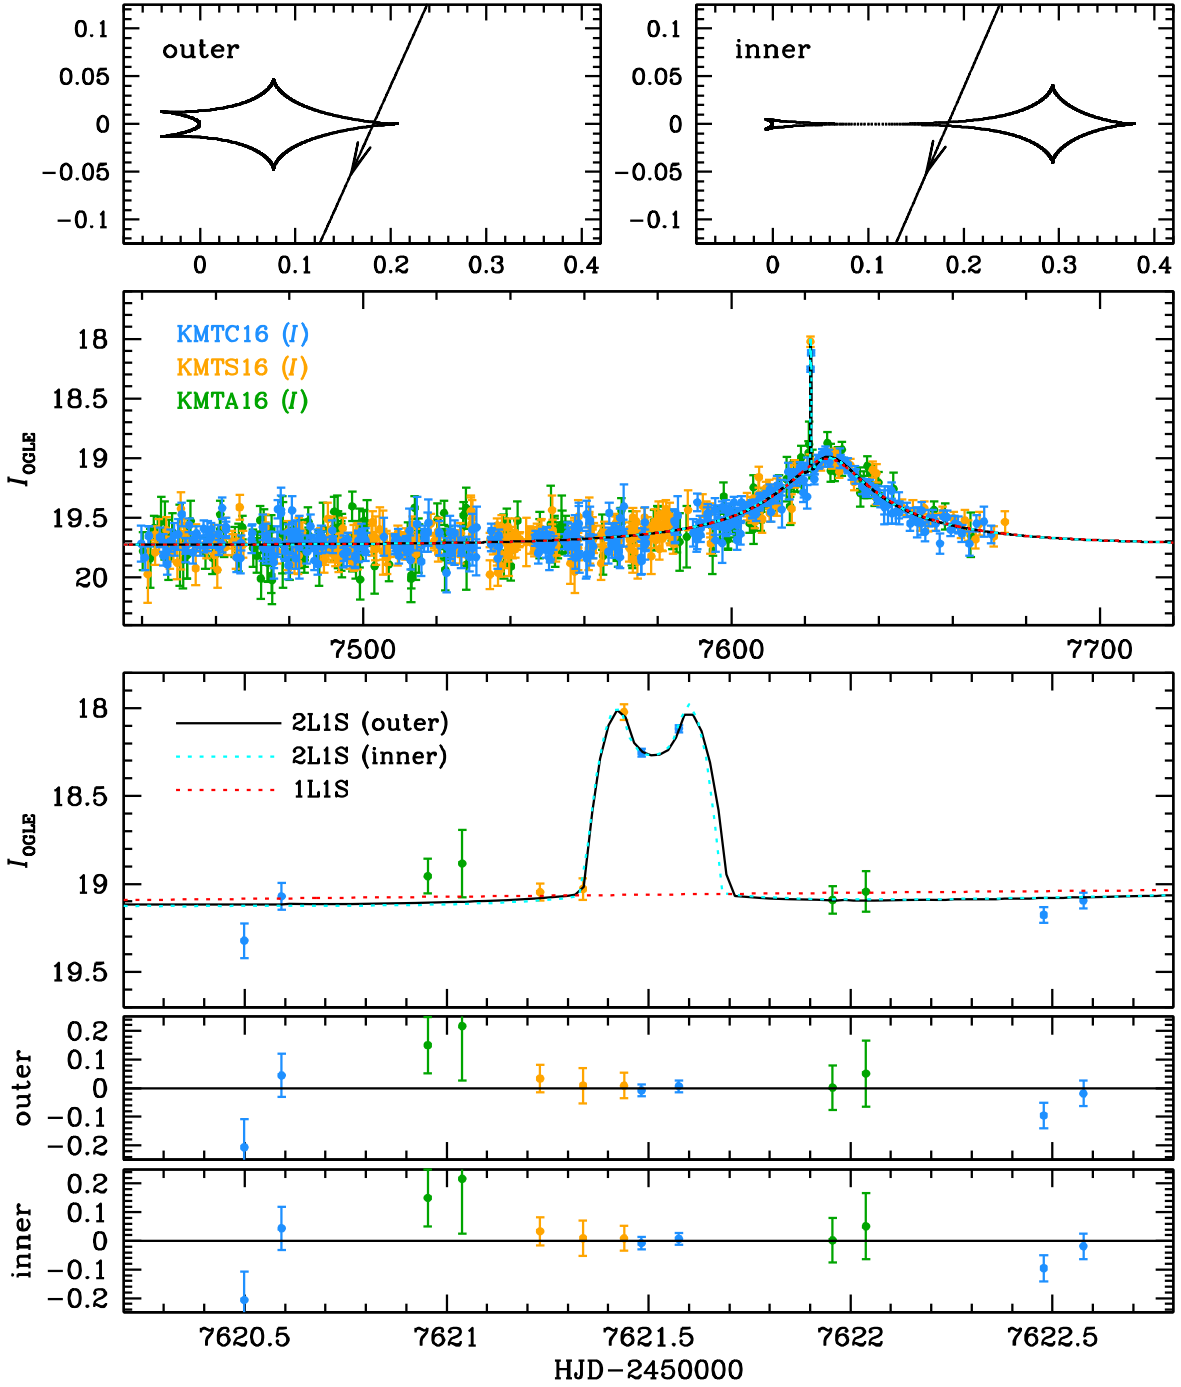 outer
inner
0.1
0.05
0
−0.05
−0.1
0.1
0.05
0
−0.05
−0.1
0 0.1 0.2 0.3 0.4
0 0.1 0.2 0.3 0.4
KMTC16 (I)
KMTS16 (I)
KMTA16 (I)
I_OGLE
18
18.5
19
19.5
20
7500 7600 7700
2L1S (outer)
2L1S (inner)
1L1S
I_OGLE
18
18.5
19
19.5
outer
0.2
0.1
0
−0.1
−0.2
inner
0.2
0.1
0
−0.1
−0.2
7620.5 7621 7621.5 7622 7622.5
HJD−2450000